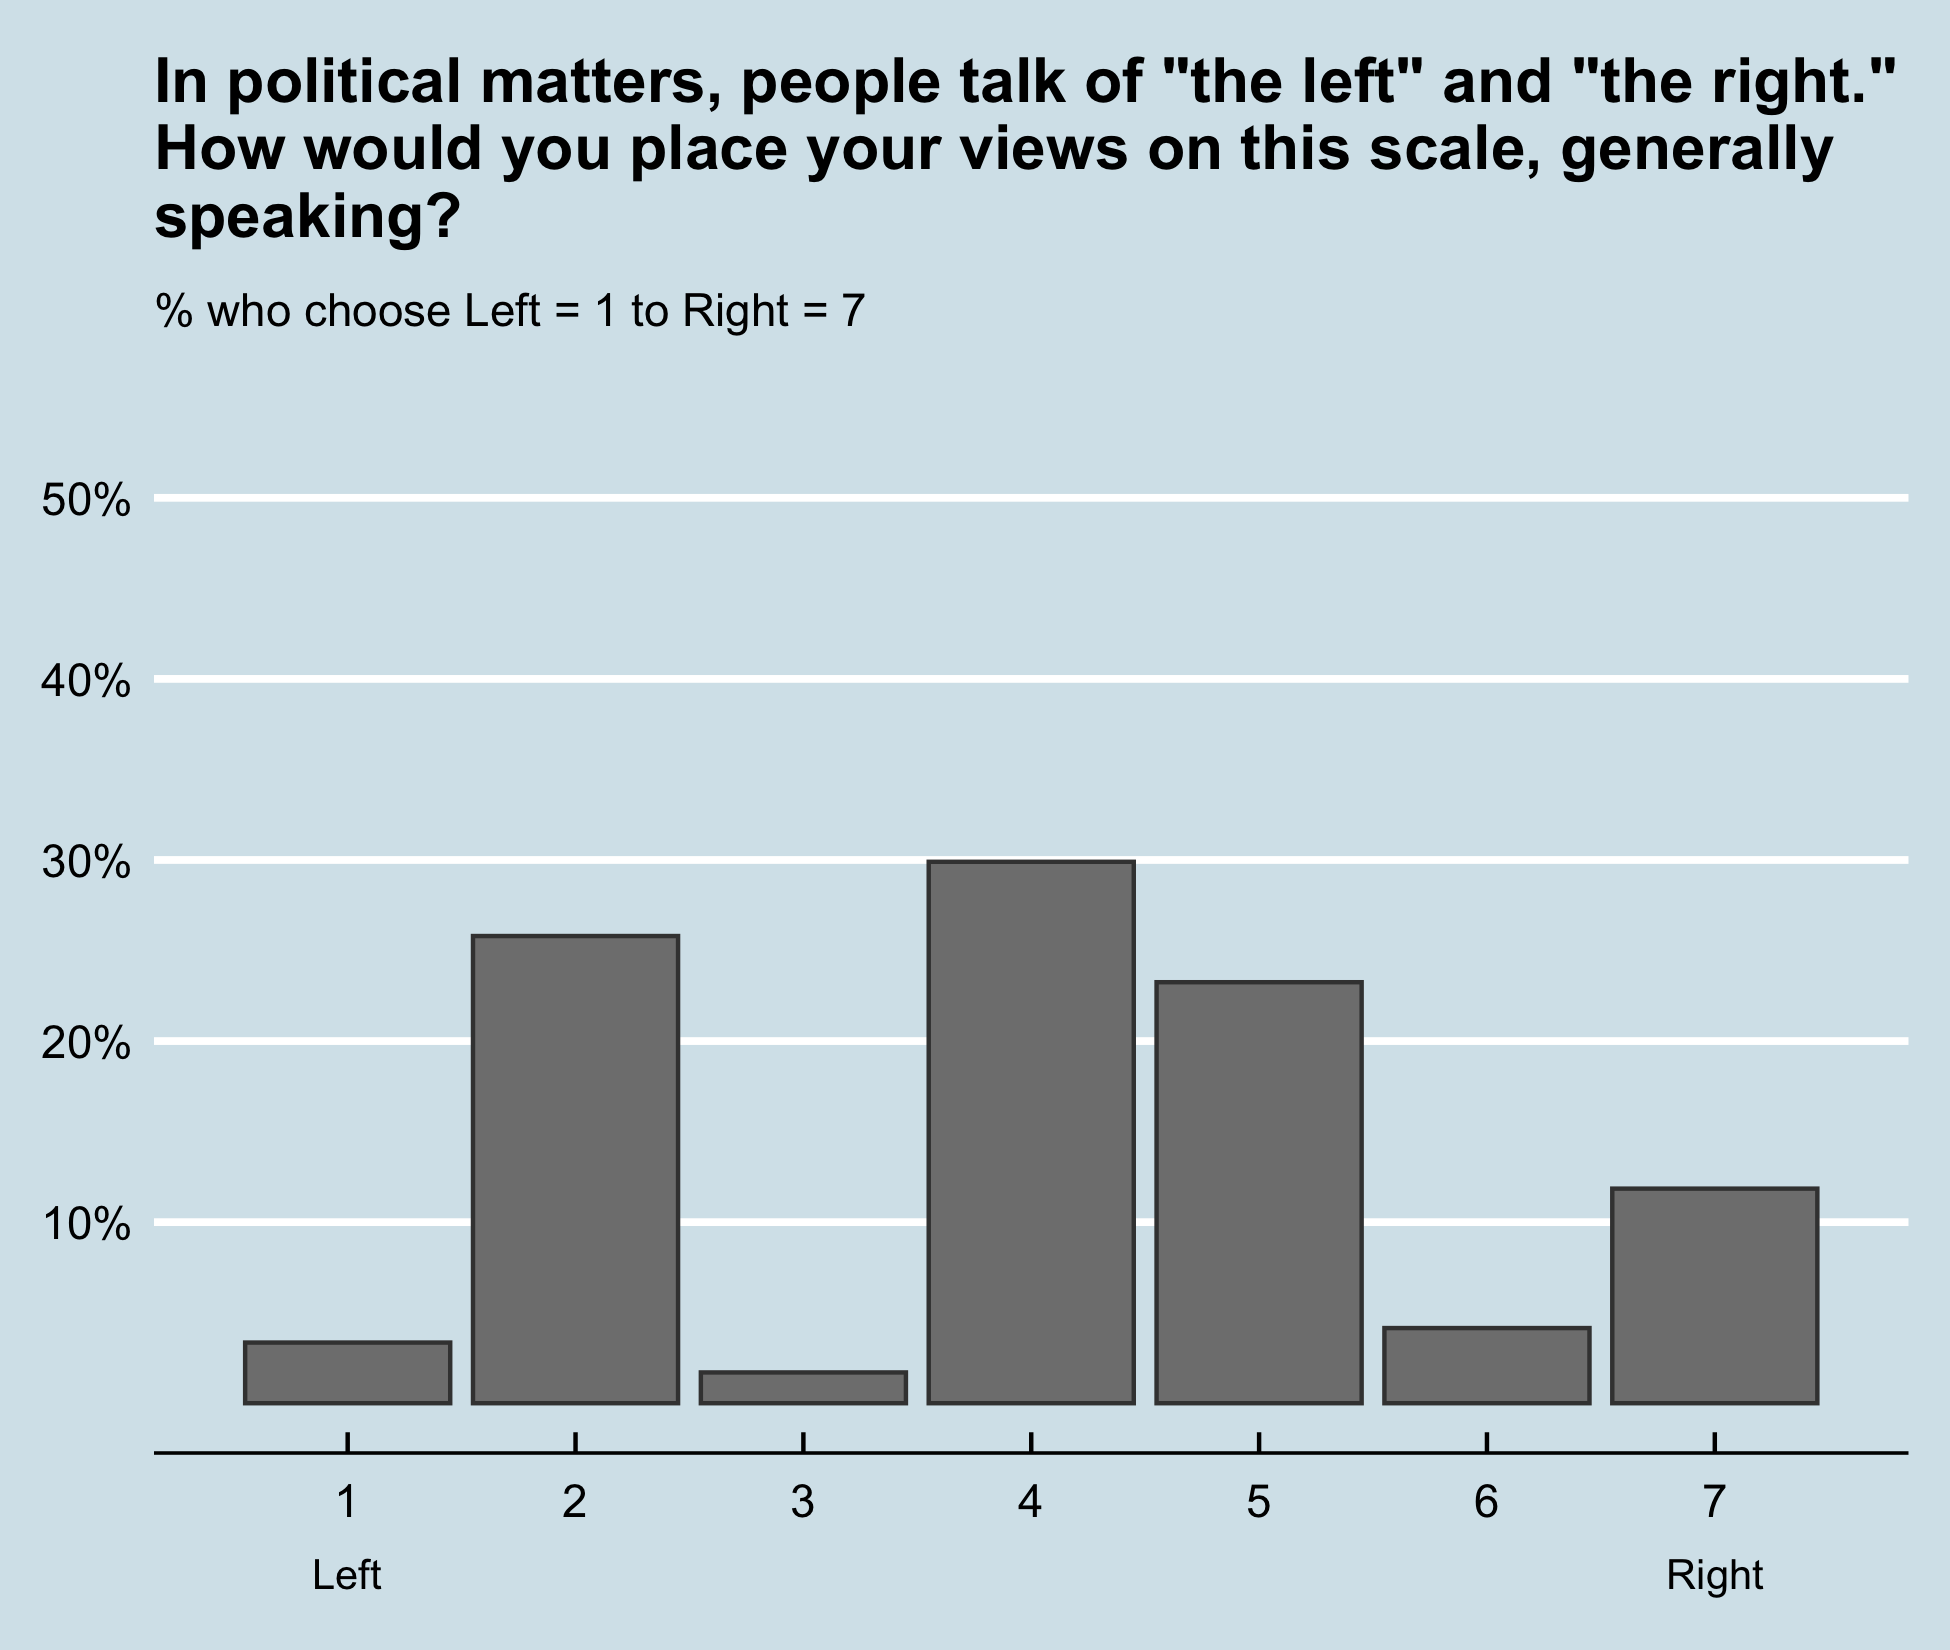 In political matters, people talk of "the left" and "the right."
How would you place your views on this scale, generally
speaking?
% who choose Left = 1 to Right = 7
50%
40%
30%
20%
10%
1 2 3 4 5 6 7
Left Right